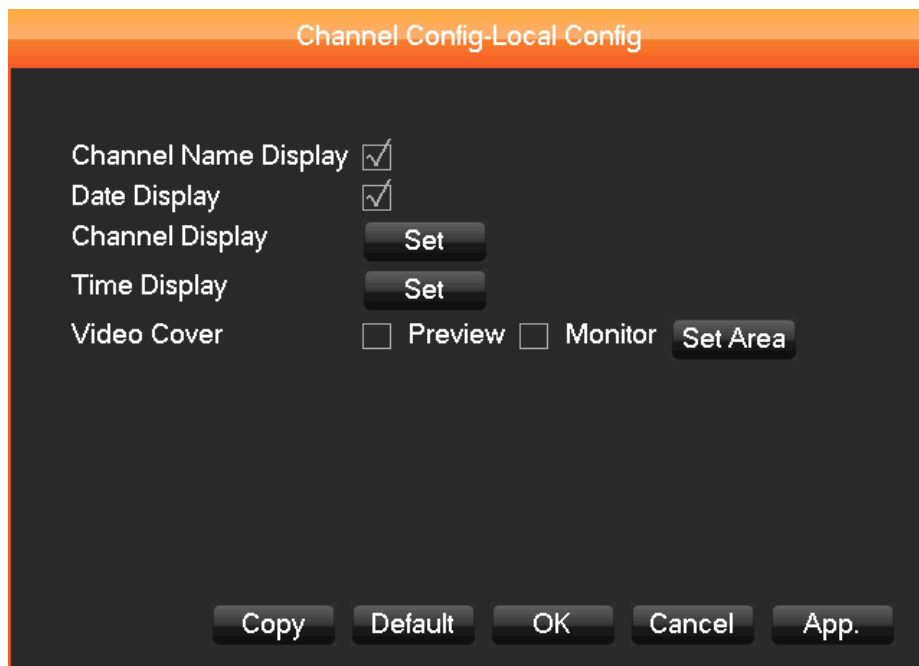 Channel Config-Local Config
Channel Name Display
Date Display
Channel Display Set
Time Display Set
Video Cover Preview Monitor Set Area
Copy Default OK Cancel App.